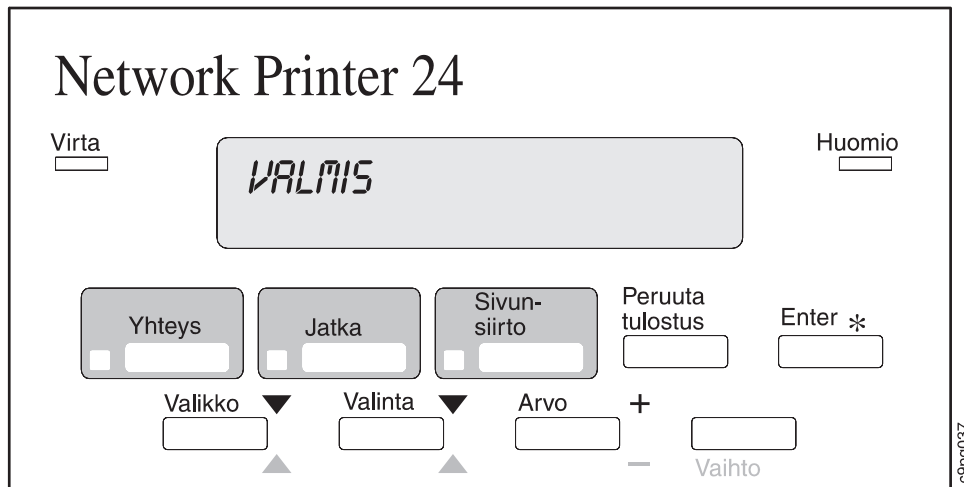 Network Printer 24
Virta
Huomio
VALMIS
Yhteys
Jatka
Sivun-
siirto
Peruuta
tulostus
Enter *
Valikko
Valinta
Arvo +
−
Vaihto